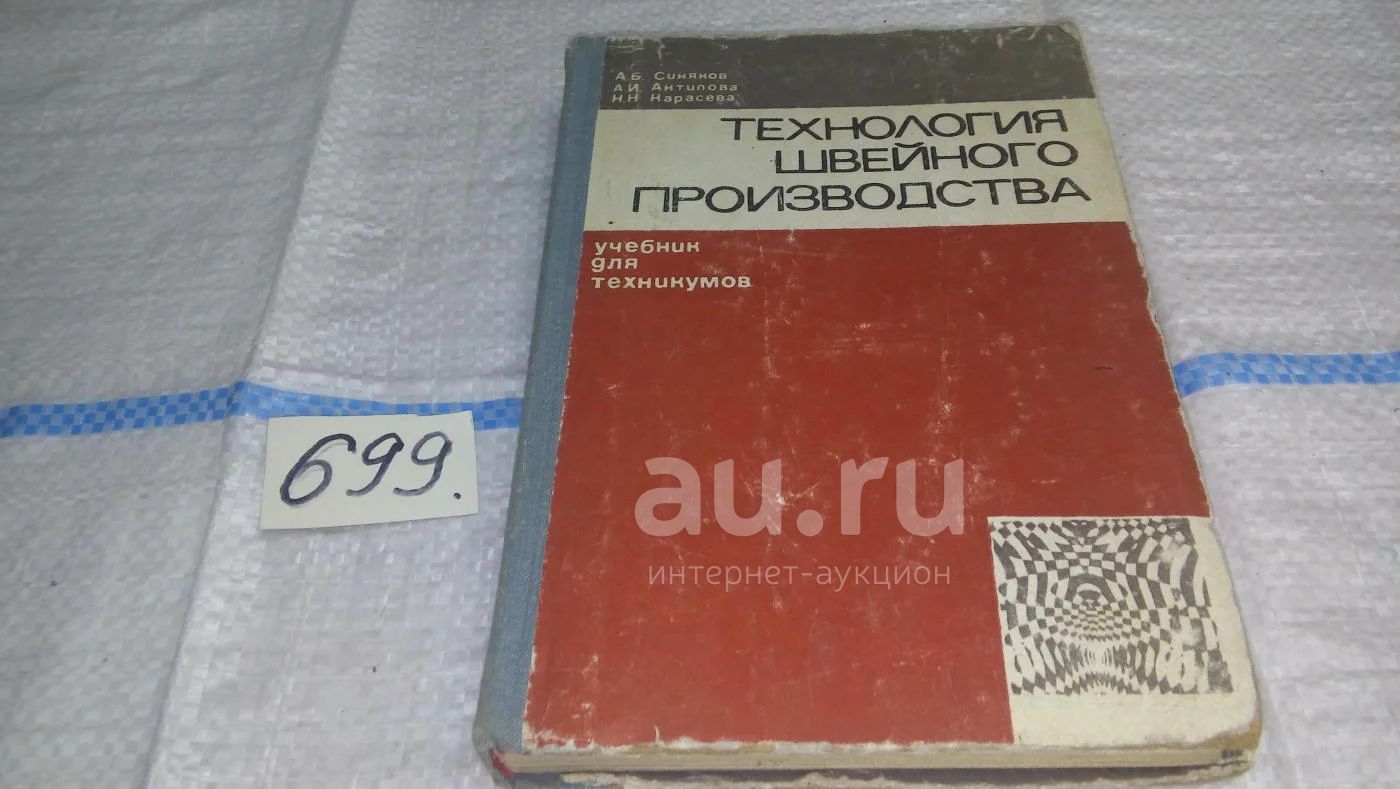 А.Б. Синяков
А.И. Антипова
Н.Н. Карасева
ТЕХНОЛОГИЯ
ШВЕЙНОГО
ПРОИЗВОДСТВА
учебник
для
техникумов
699.
au.ru
интернет-аукцион